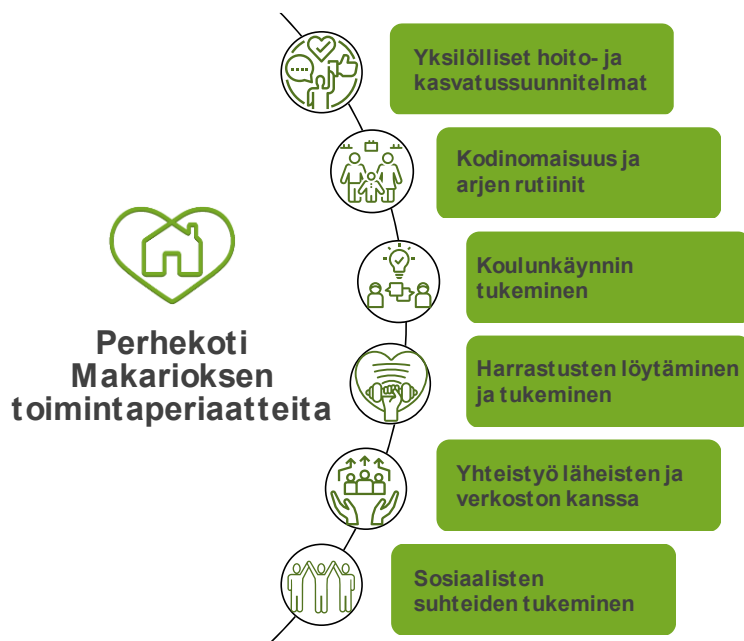 Perhekoti
Makarioksen
toimintaperiaatteita
Yksilölliset hoito- ja
kasvatussuunnitelmat
Kodinomaisuus ja
arjen rutiinit
Koulunkäynnin
tukeminen
Harrastusten löytäminen
ja tukeminen
Yhteistyö läheisten ja
verkoston kanssa
Sosiaalisten
suhteiden tukeminen